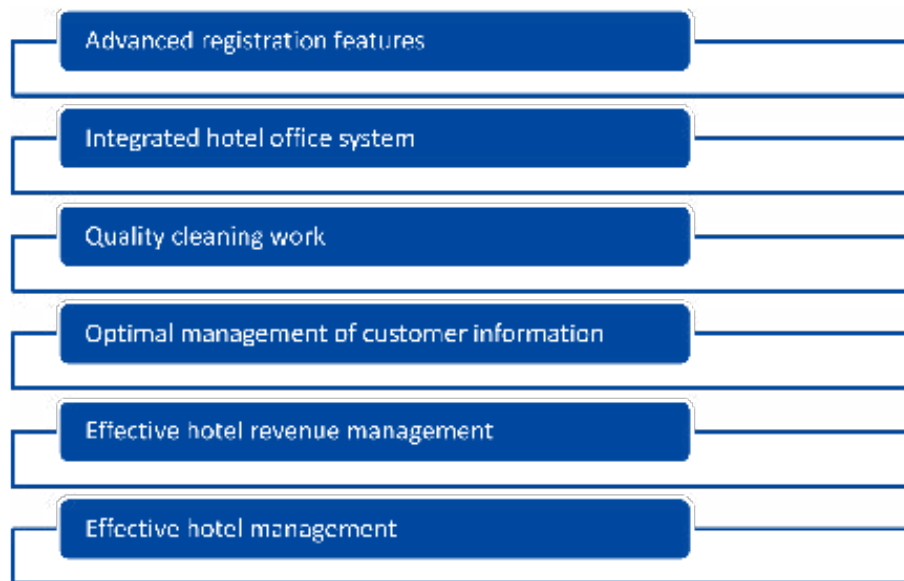 Advanced registration features
Integrated hotel office system
Quality cleaning work
Optimal management of customer information
Effective hotel revenue management
Effective hotel management